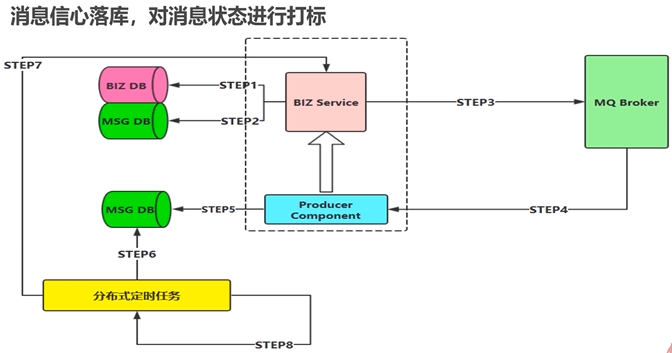 消息信心落库，对消息状态进行打标
STEP7
BIZ DB
STEP1
BIZ Service
STEP3
MQ Broker
MSG DB
STEP2
MSG DB
STEP5
Producer
Component
STEP4
STEP6
分布式定时任务
STEP8